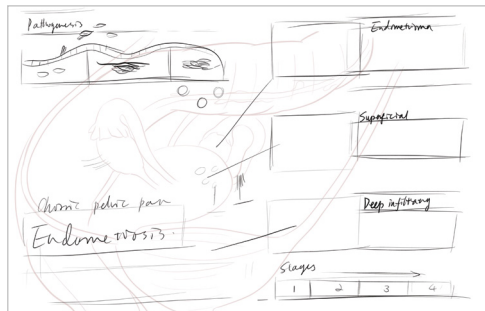 Pathogenesis
Endometrioma
Superficial
Chronic pelvic pain
Endometriosis.
Deep infiltrating
Stages
1 2 3 4